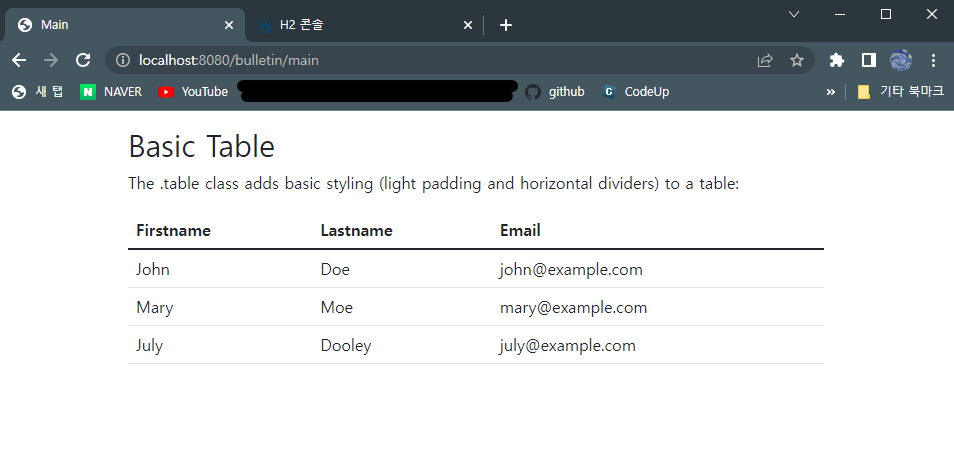 Main
H2 콘솔
localhost:8080/bulletin/main
새 탭 NAVER YouTube github CodeUp » 기타 북마크
Basic Table
The .table class adds basic styling (light padding and horizontal dividers) to a table:
Firstname Lastname Email
John Doe john@example.com
Mary Moe mary@example.com
July Dooley july@example.com